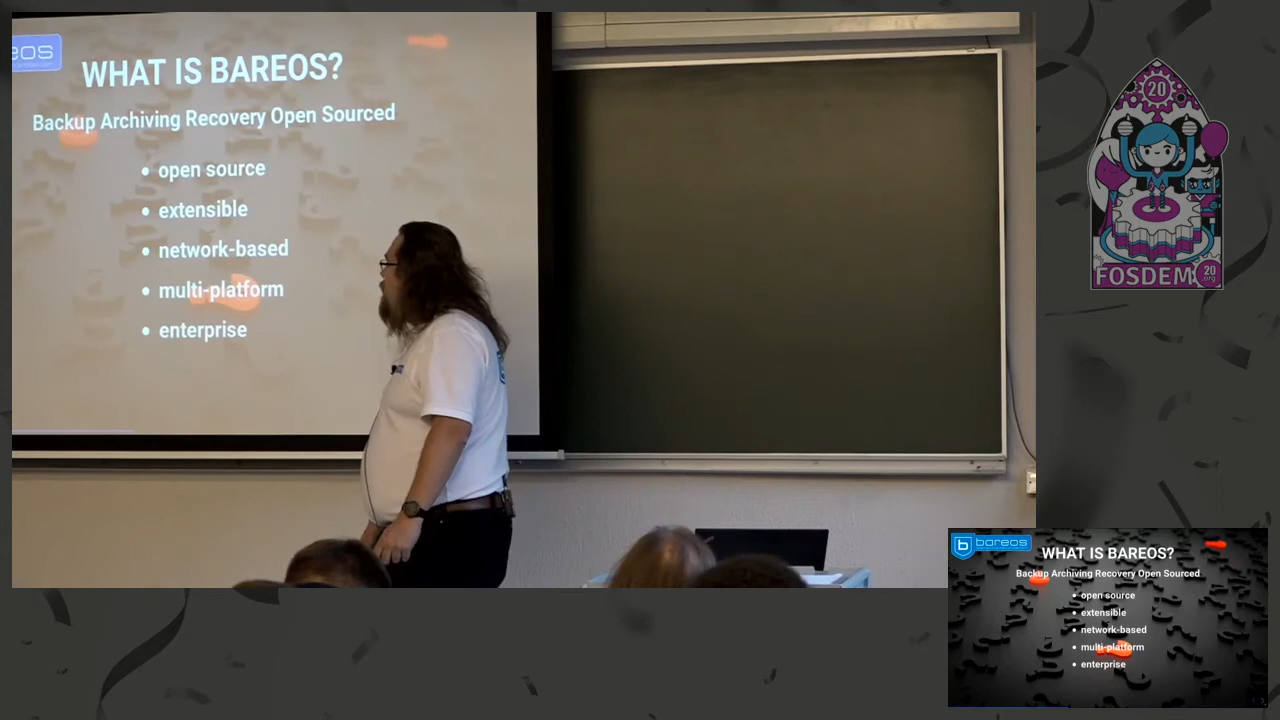 eos
WHAT IS BAREOS?
Backup Archiving Recovery Open Sourced
• open source
• extensible
• network-based
• multi-platform
• enterprise
20
FOSDEM
20
.org
b bareos
WHAT IS BAREOS?
Backup Archiving Recovery Open Sourced
• open source
• extensible
• network-based
• multi-platform
• enterprise